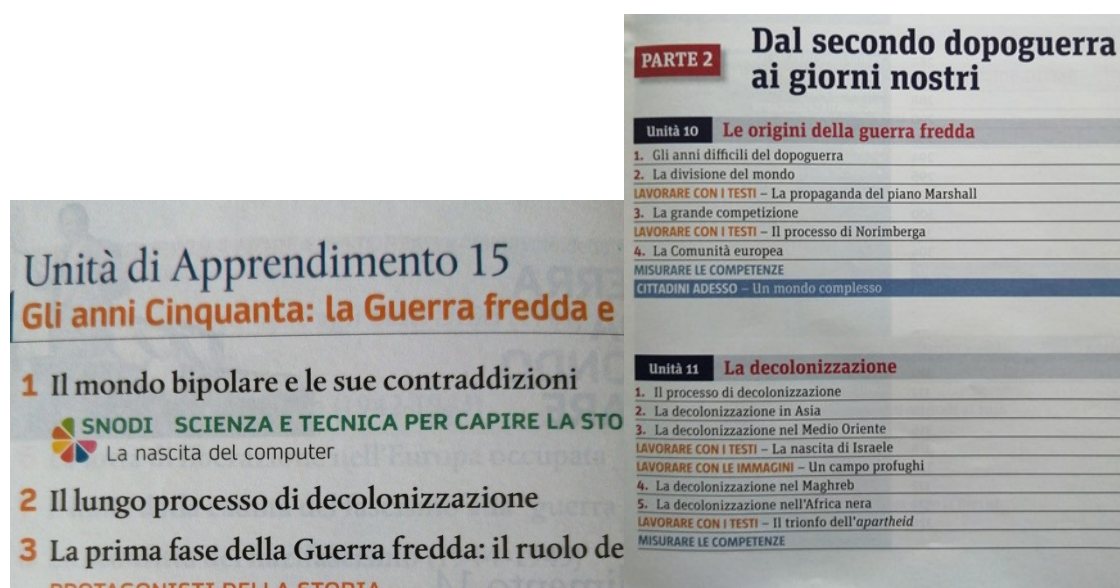 Unità di Apprendimento 15
Gli anni Cinquanta: la Guerra fredda e
1 Il mondo bipolare e le sue contraddizioni
SNODI SCIENZA E TECNICA PER CAPIRE LA STO
La nascita del computer
2 Il lungo processo di decolonizzazione
3 La prima fase della Guerra fredda: il ruolo de
PROTAGONISTI DELLA STORIA
PARTE 2
Dal secondo dopoguerra
ai giorni nostri
Unità 10 Le origini della guerra fredda
1. Gli anni difficili del dopoguerra
2. La divisione del mondo
LAVORARE CON I TESTI – La propaganda del piano Marshall
3. La grande competizione
LAVORARE CON I TESTI – Il processo di Norimberga
4. La Comunità europea
MISURARE LE COMPETENZE
CITTADINI ADESSO – Un mondo complesso
Unità 11 La decolonizzazione
1. Il processo di decolonizzazione
2. La decolonizzazione in Asia
3. La decolonizzazione nel Medio Oriente
LAVORARE CON I TESTI – La nascita di Israele
LAVORARE CON LE IMMAGINI – Un campo profughi
4. La decolonizzazione nel Maghreb
5. La decolonizzazione nell'Africa nera
LAVORARE CON I TESTI – Il trionfo dell'apartheid
MISURARE LE COMPETENZE